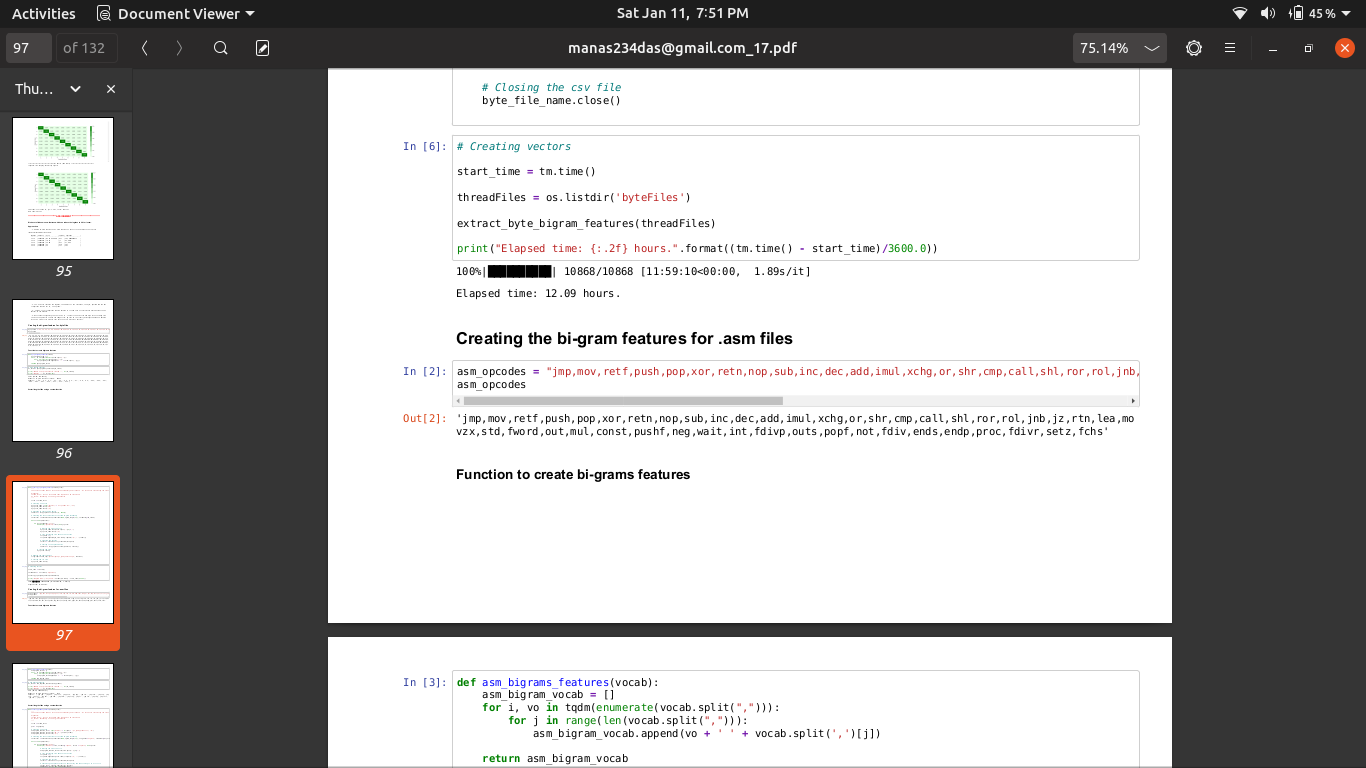 Activities
Document Viewer
Sat Jan 11, 7:51 PM
45 %
97
of 132
manas234das@gmail.com_17.pdf
75.14%
Thu...
95
96
97
# Closing the csv file
byte_file_name.close()
In [6]:
# Creating vectors
start_time = tm.time()
threadFiles = os.listdir('byteFiles')
extract_byte_bigram_features(threadFiles)
print("Elapsed time: {:.2f} hours.".format((tm.time() - start_time)/3600.0))
100%|██████████| 10868/10868 [11:59:10<00:00, 1.89s/it]
Elapsed time: 12.09 hours.
Creating the bi-gram features for .asm files
In [2]:
asm_opcodes = "jmp,mov,retf,push,pop,xor,retn,nop,sub,inc,dec,add,imul,xchg,or,shr,cmp,call,shl,ror,rol,jnb,
asm_opcodes
Out[2]:
'jmp,mov,retf,push,pop,xor,retn,nop,sub,inc,dec,add,imul,xchg,or,shr,cmp,call,shl,ror,rol,jnb,jz,rtn,lea,mo
vzx,std,fword,out,mul,const,pushf,neg,wait,int,fdivp,outs,popf,not,fdiv,ends,endp,proc,fdivr,setz,fchs'
Function to create bi-grams features
In [3]:
def asm_bigrams_features(vocab):
asm_bigram_vocab = []
for i, vo in tqdm(enumerate(vocab.split(","))):
for j in range(len(vocab.split(","))):
asm_bigram_vocab.append(vo + ' ' + vocab.split(',')[j])
return asm_bigram_vocab